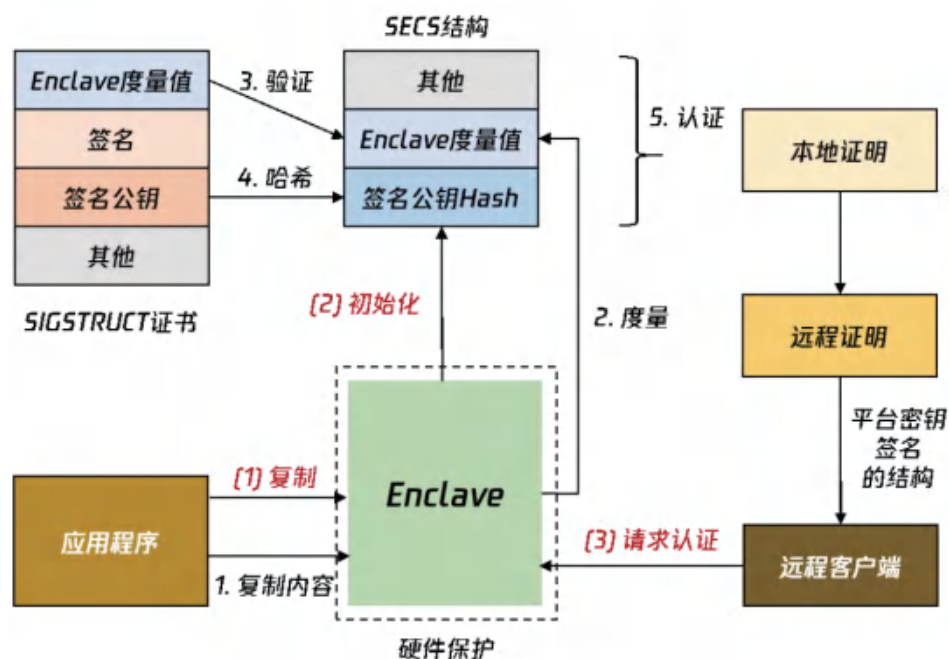 SECS结构
Enclave度量值
签名
签名公钥
其他
SIGSTRUCT证书
3. 验证
4. 哈希
其他
Enclave度量值
签名公钥Hash
5. 认证
本地证明
(2) 初始化
2. 度量
远程证明
平台密钥
签名
的结构
应用程序
(1) 复制
1. 复制内容
Enclave
硬件保护
(3) 请求认证
远程客户端